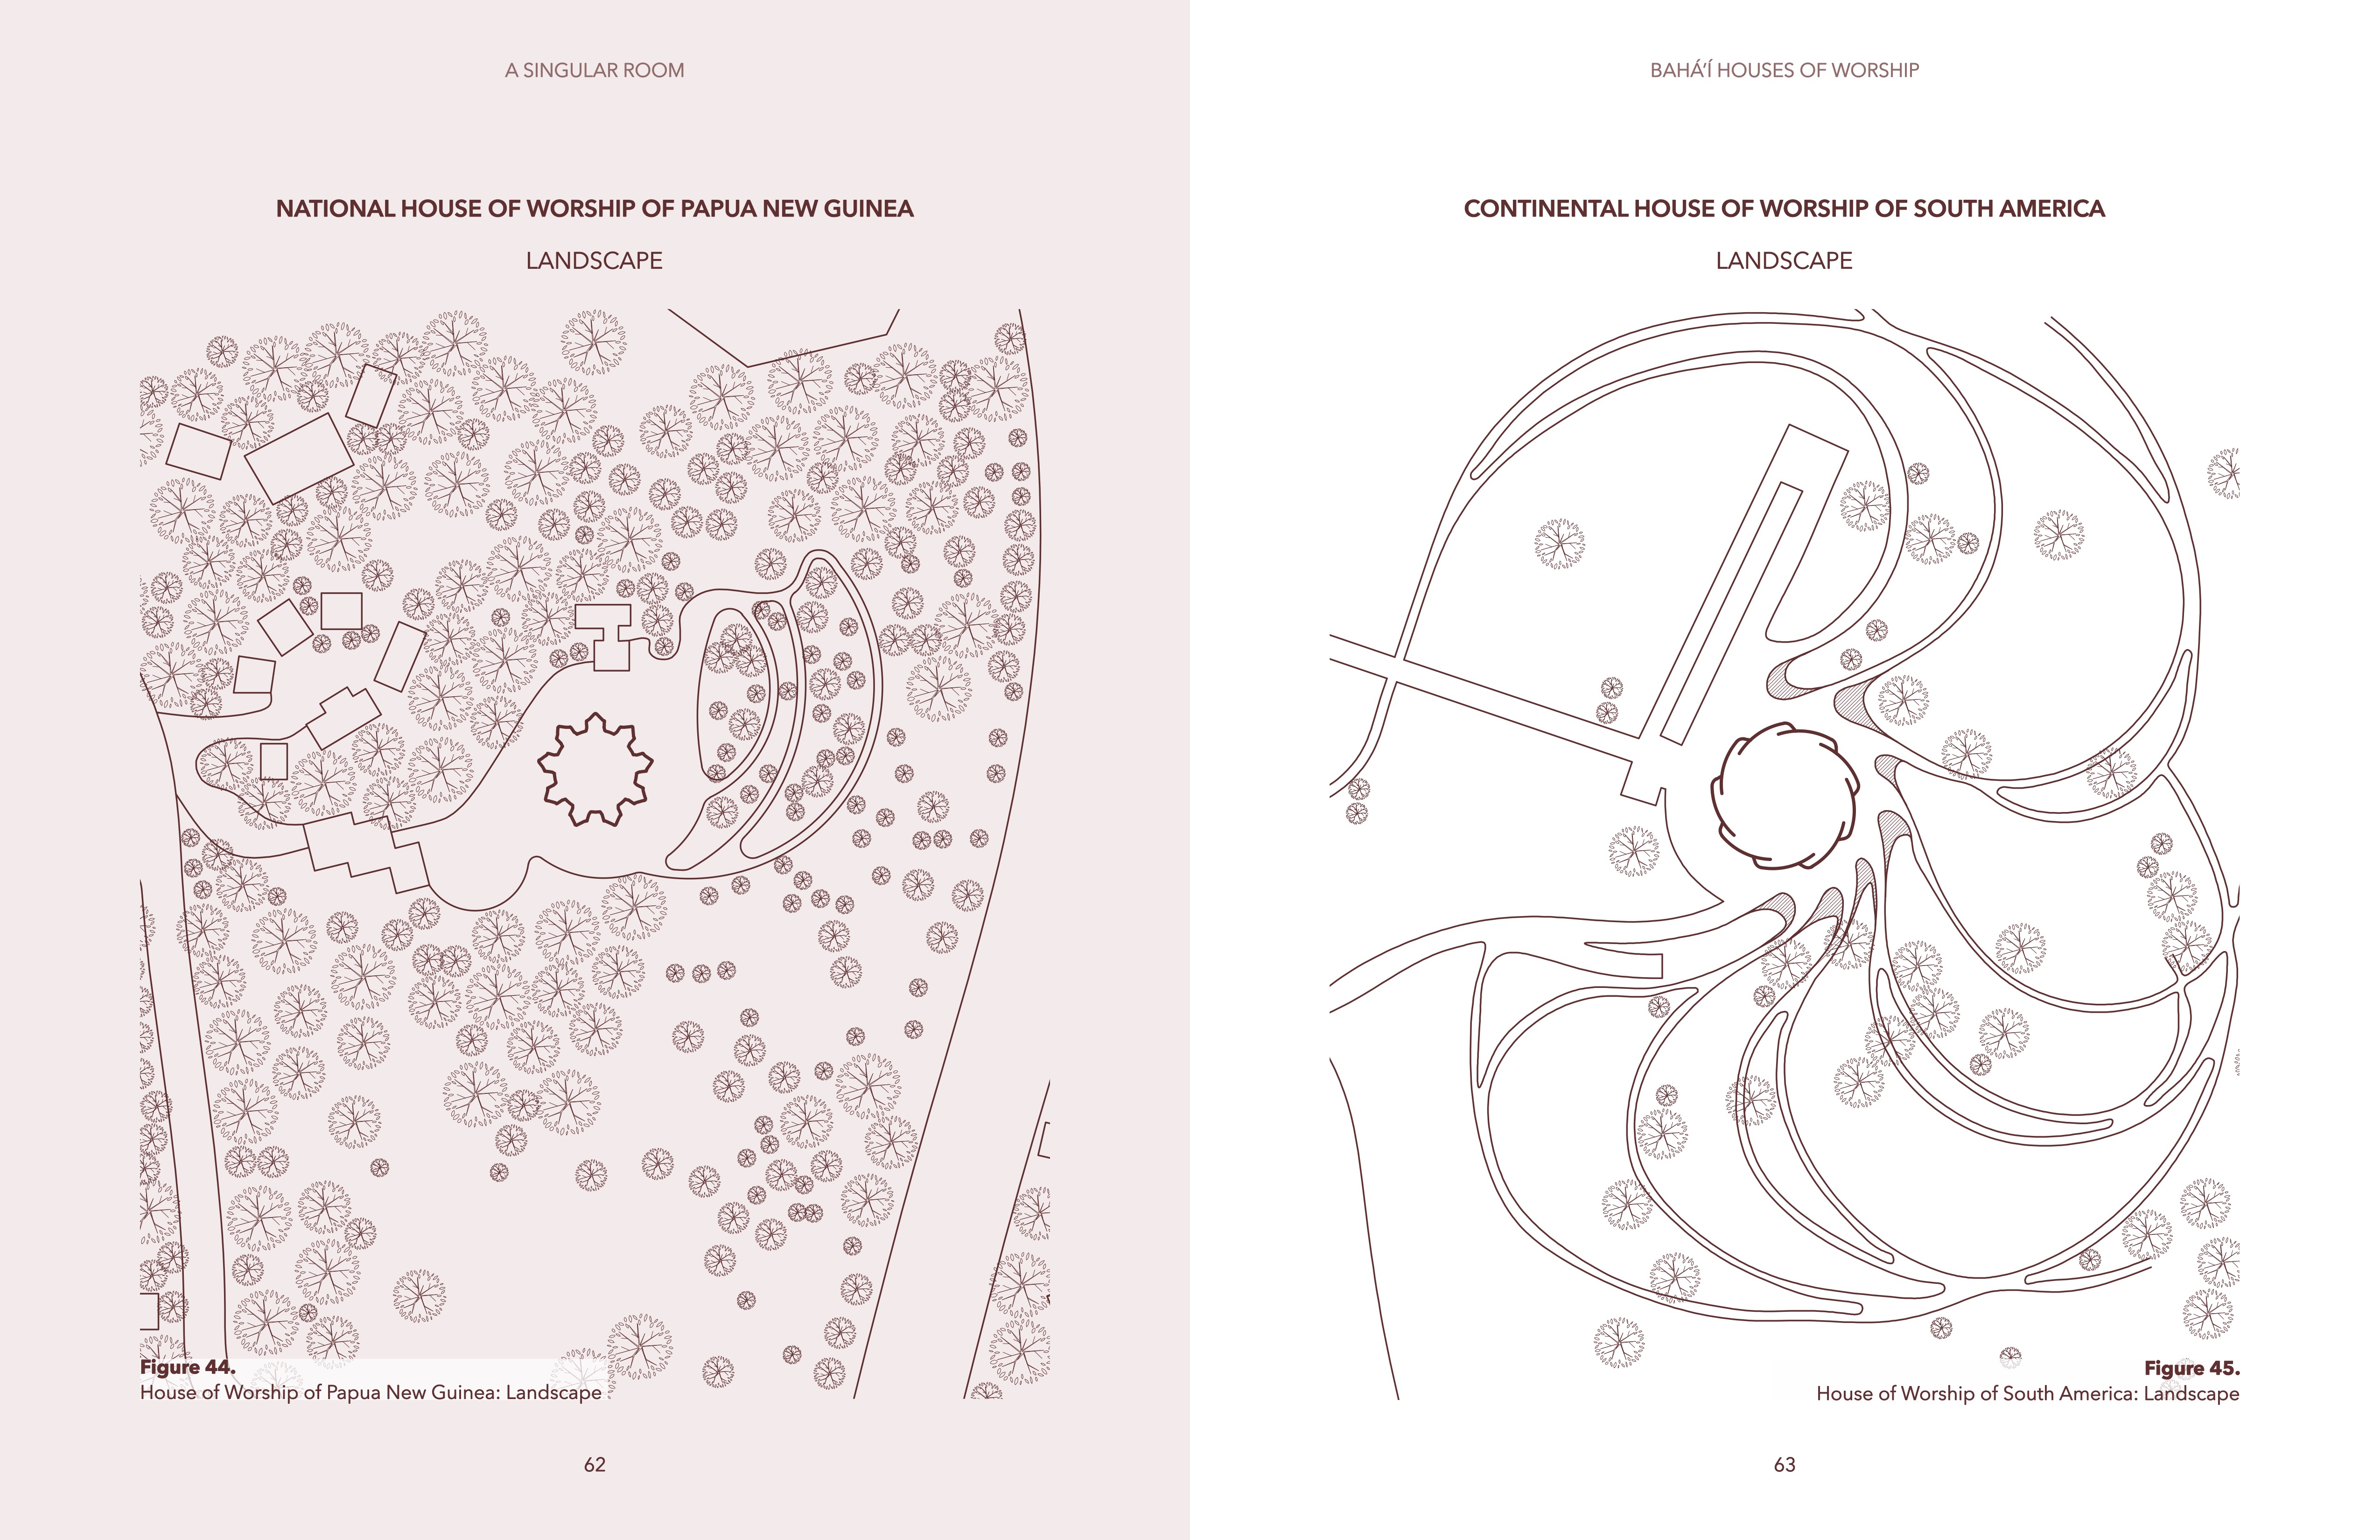 A SINGULAR ROOM
NATIONAL HOUSE OF WORSHIP OF PAPUA NEW GUINEA
LANDSCAPE
Figure 44.
House of Worship of Papua New Guinea: Landscape
62
BAHÁ’Í HOUSES OF WORSHIP
CONTINENTAL HOUSE OF WORSHIP OF SOUTH AMERICA
LANDSCAPE
Figure 45.
House of Worship of South America: Landscape
63